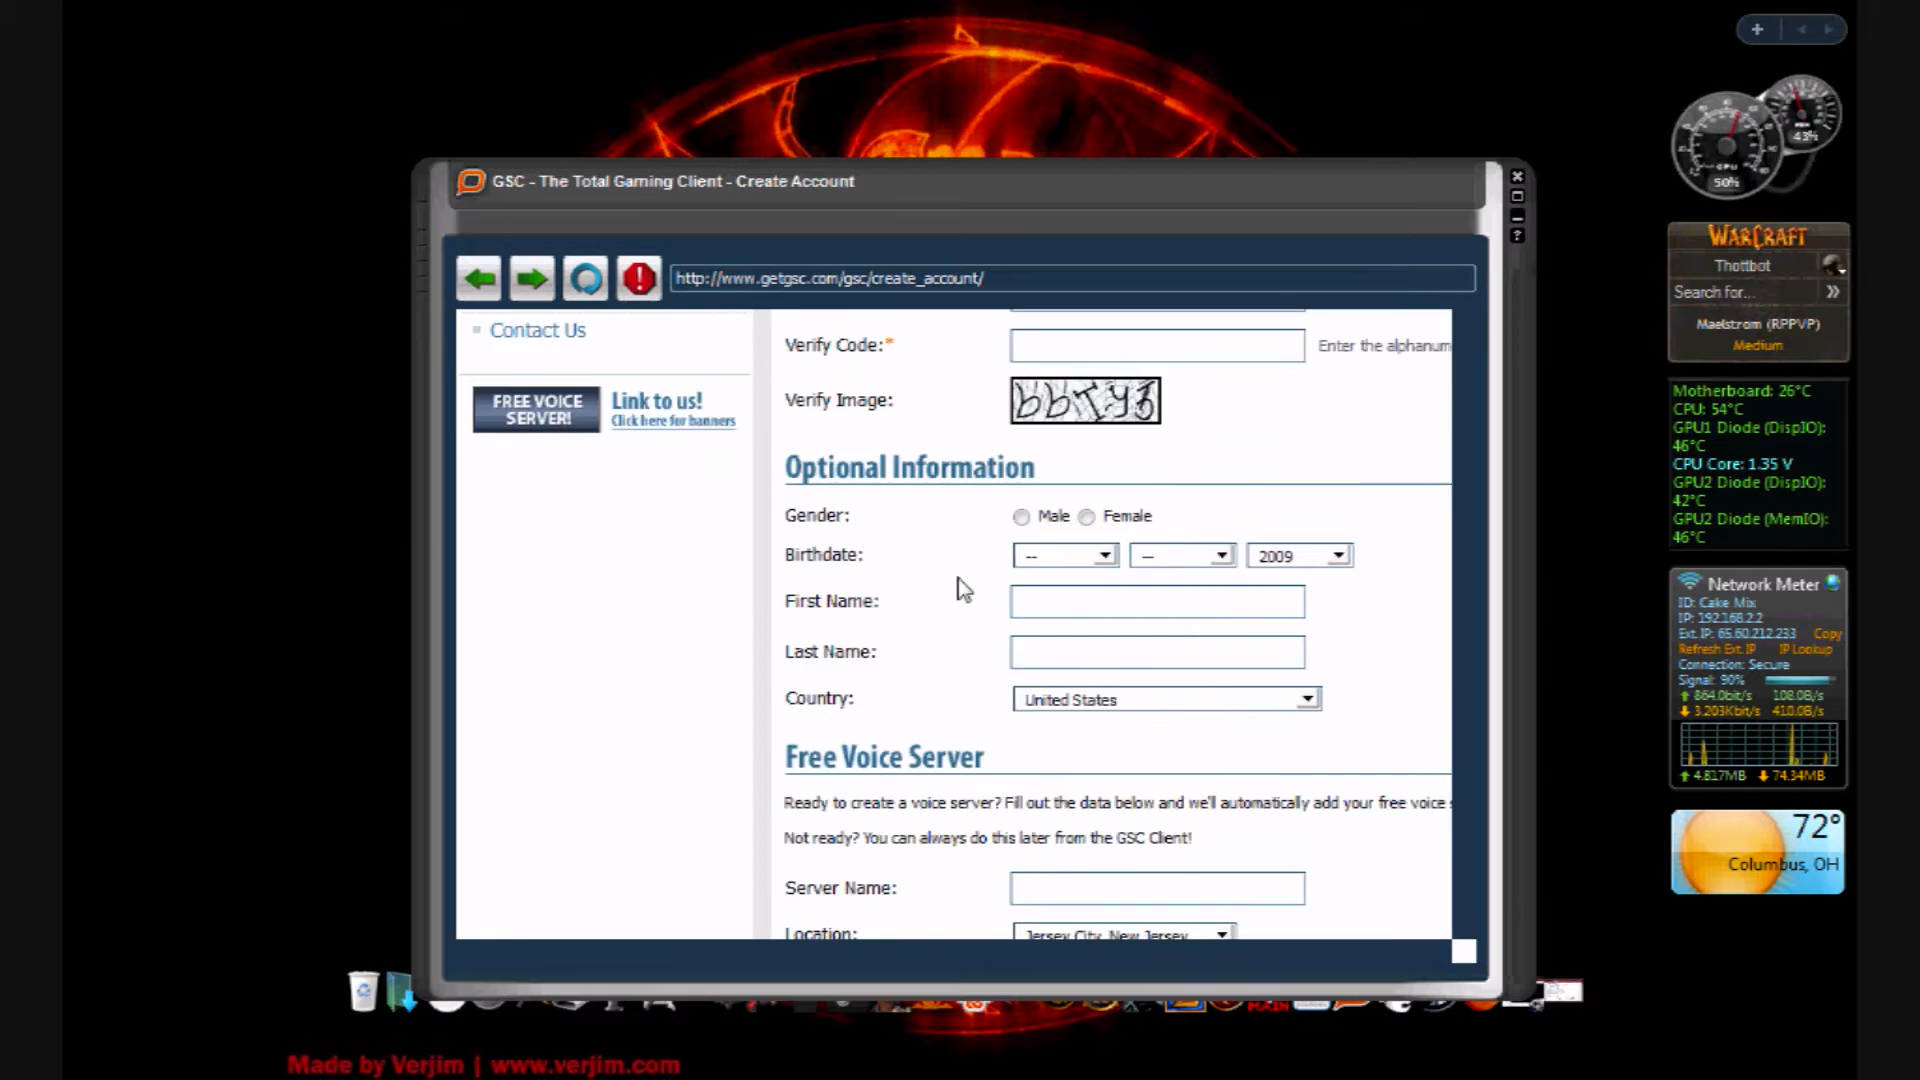 GSC - The Total Gaming Client - Create Account
http://www.getgsc.com/gsc/create_account/
Contact Us
FREE VOICE SERVER!
Link to us!
Click here for banners
Verify Code:*
Enter the alphanum
Verify Image:
Optional Information
Gender: Male Female
Birthdate: -- -- 2009
First Name:
Last Name:
Country: United States
Free Voice Server
Ready to create a voice server? Fill out the data below and we'll automatically add your free voice
Not ready? You can always do this later from the GSC Client!
Server Name:
Location: Jersey City, New Jersey
43%
CPU
50%
WARCRAFT
Thottbot
Search for...
Maelstrom (RPPVP)
Medium
Motherboard: 26°C
CPU: 54°C
GPU1 Diode (DispIO):
46°C
CPU Core: 1.35 V
GPU2 Diode (DispIO):
42°C
GPU2 Diode (MemIO):
46°C
Network Meter
ID: Cake Mix
IP: 192.168.2.2
Ext. IP: 65.60.212.233 Copy
Refresh Ext. IP IP Lookup
Connection: Secure
Signal: 90%
864.0bit/s 108.0B/s
3.203Kbit/s 410.0B/s
4.817MB 74.34MB
72°
Columbus, OH
MAIN
Made by Verjim | www.verjim.com